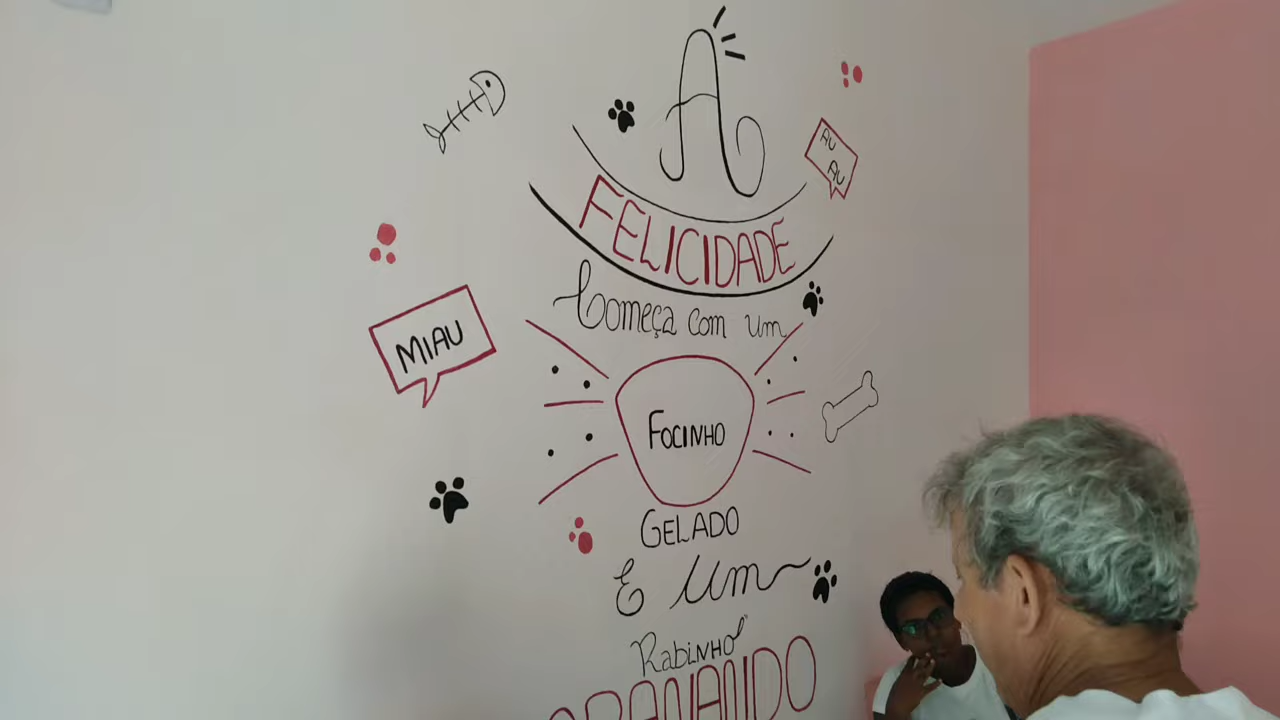 A
AU
AU
FELICIDADE
Começa com um
MIAU
FOCINHO
GELADO
E um
RabiNHO